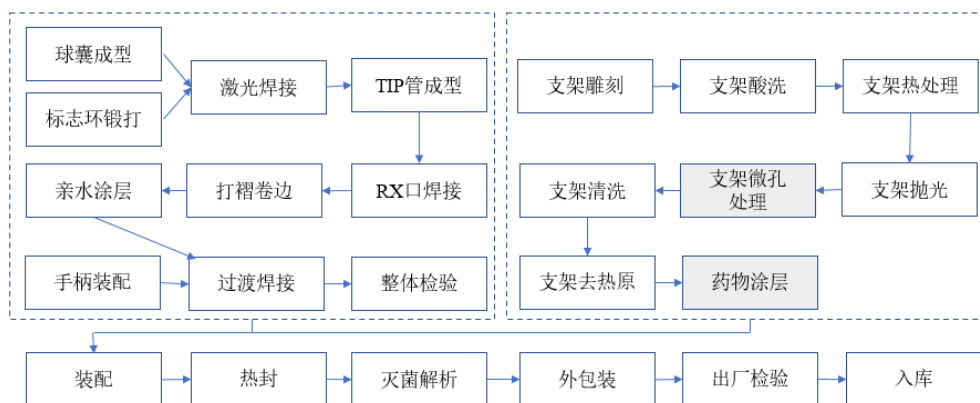 球囊成型
标志环锻打
激光焊接
TIP管成型
亲水涂层
打褶卷边
RX口焊接
手柄装配
过渡焊接
整体检验
支架雕刻
支架酸洗
支架热处理
支架清洗
支架微孔
处理
支架抛光
支架去热原
药物涂层
装配
热封
灭菌解析
外包装
出厂检验
入库